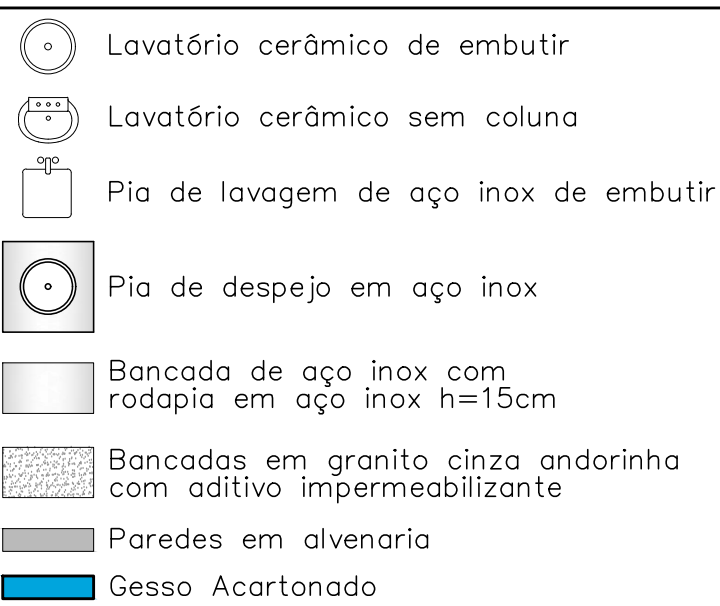 Lavatório cerâmico de embutir
Lavatório cerâmico sem coluna
Pia de lavagem de aço inox de embutir
Pia de despejo em aço inox
Bancada de aço inox com
rodapia em aço inox h=15cm
Bancadas em granito cinza andorinha
com aditivo impermeabilizante
Paredes em alvenaria
Gesso Acartonado